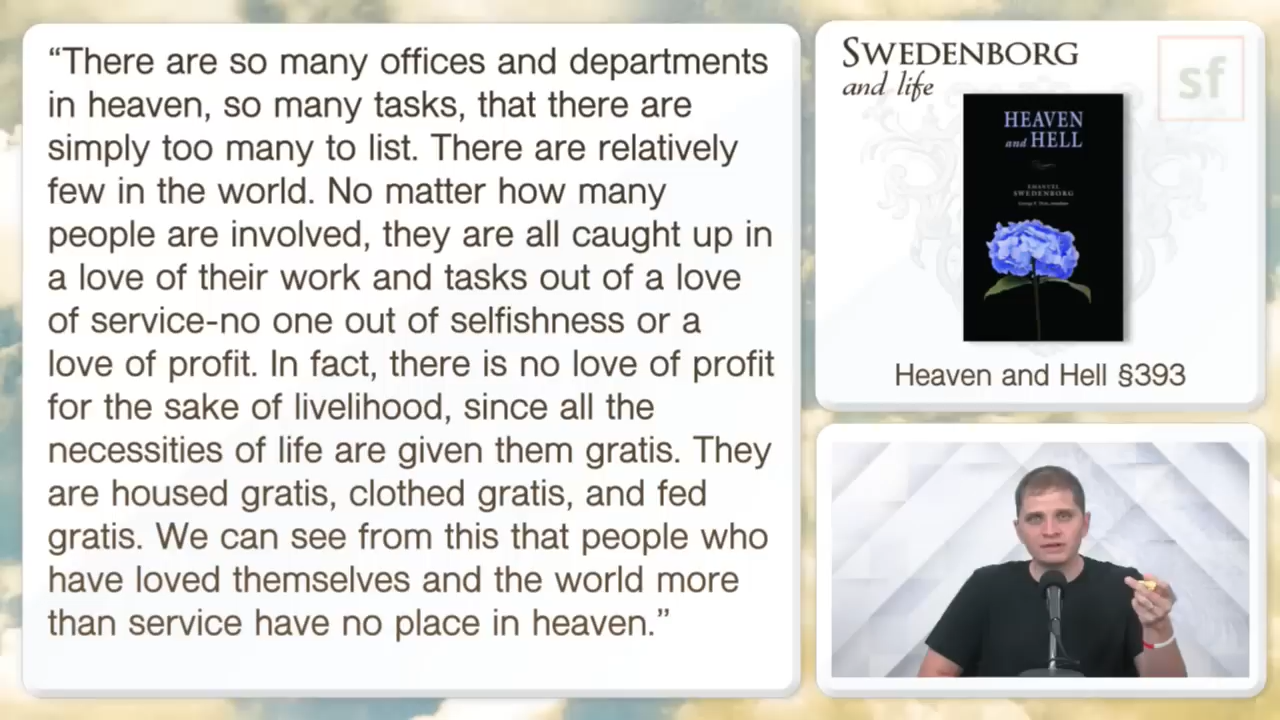 “There are so many offices and departments
in heaven, so many tasks, that there are
simply too many to list. There are relatively
few in the world. No matter how many
people are involved, they are all caught up in
a love of their work and tasks out of a love
of service-no one out of selfishness or a
love of profit. In fact, there is no love of profit
for the sake of livelihood, since all the
necessities of life are given them gratis. They
are housed gratis, clothed gratis, and fed
gratis. We can see from this that people who
have loved themselves and the world more
than service have no place in heaven.”
SWEDENBORG
and life
sf
HEAVEN
and HELL
EMANUEL
SWEDENBORG
Heaven and Hell §393